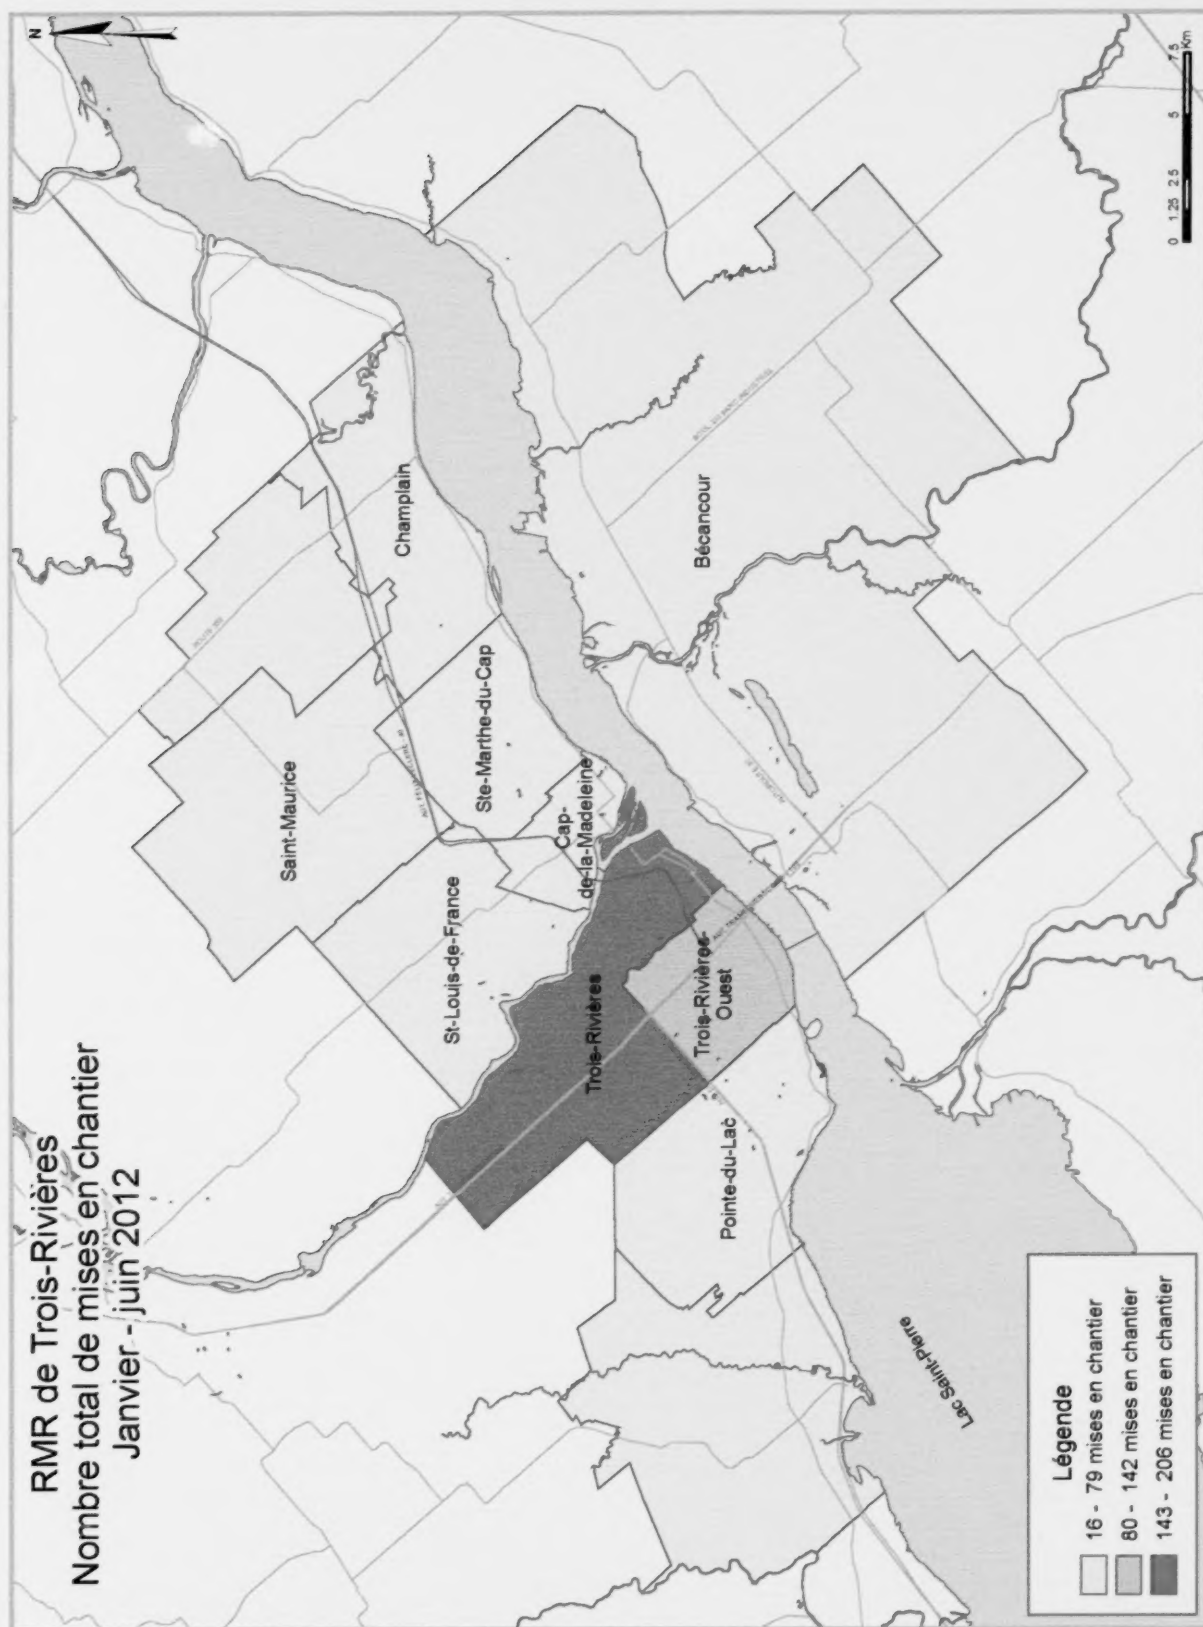 RMR de Trois-Rivières
Nombre total de mises en chantier
Janvier - juin 2012
N
Saint-Maurice
Champlain
St-Louis-de-France
Ste-Marthe-du-Cap
Cap-
de-la-Madeleine
Trois-Rivières
Trois-Rivières-
Ouest
Bécancour
Pointe-du-Lac
Lac Saint-Pierre
Légende
16 - 79 mises en chantier
80 - 142 mises en chantier
143 - 206 mises en chantier
0 1.25 2.5 5 7.5
Km